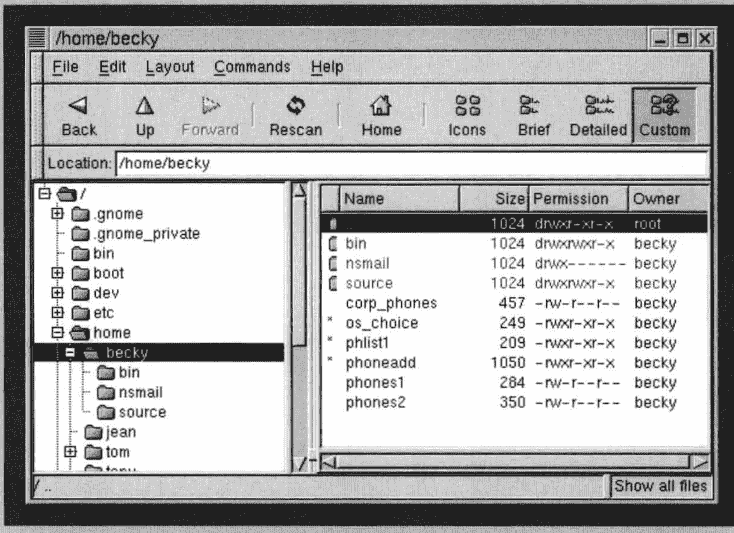 /home/becky
File Edit Layout Commands Help
Back Up Forward Rescan Home Icons Brief Detailed Custom
Location: /home/becky
/
.gnome
.gnome_private
bin
boot
dev
etc
home
becky
bin
nsmail
source
jean
tom
tony
Name Size Permission Owner
.. 1024 drwxr-xr-x root
bin 1024 drwxrwxr-x becky
nsmail 1024 drwx------ becky
source 1024 drwxrwxr-x becky
corp_phones 457 -rw-r--r-- becky
* os_choice 249 -rwxr-xr-x becky
* phlist1 209 -rwxr-xr-x becky
* phoneadd 1050 -rwxr-xr-x becky
phones1 284 -rw-r--r-- becky
phones2 350 -rw-r--r-- becky
/.. Show all files